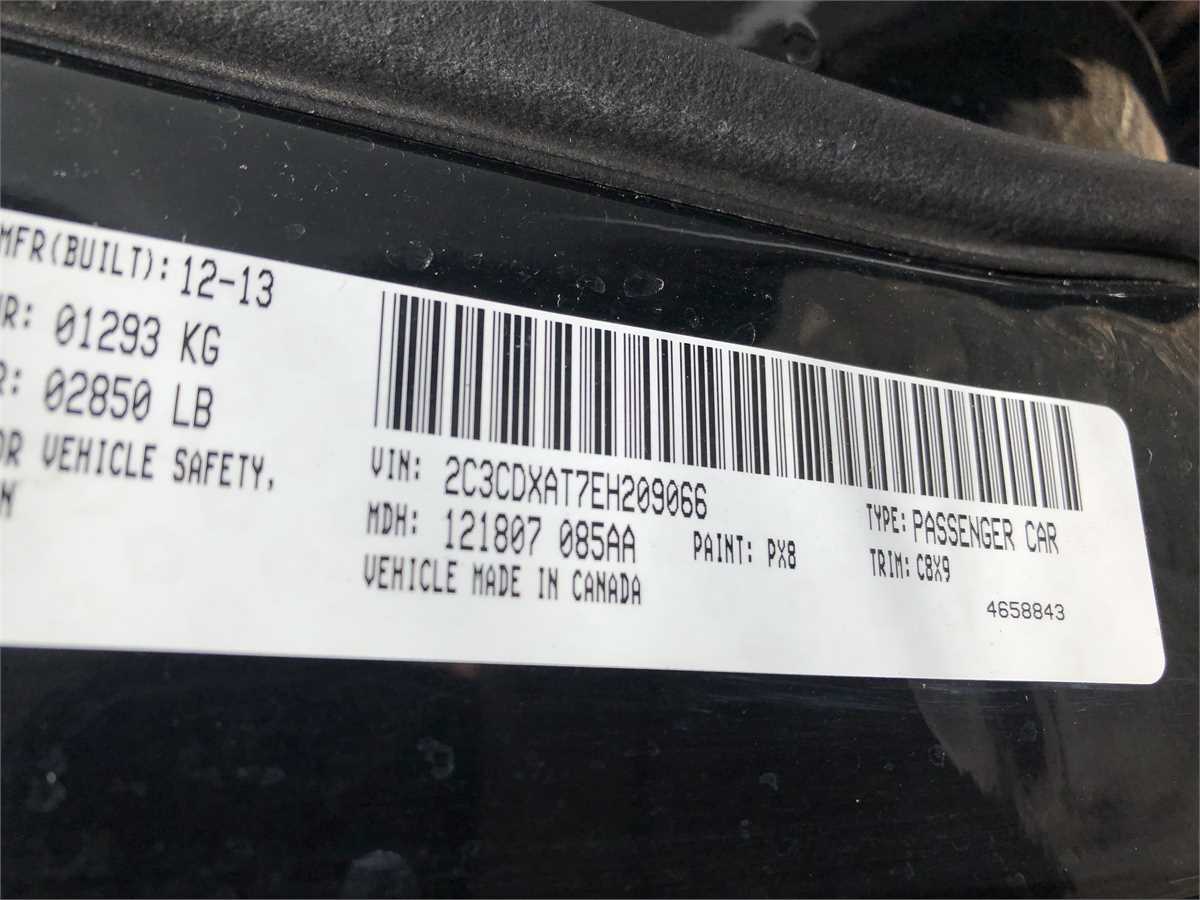 MFR(BUILT): 12-13
R: 01293 KG
R: 02850 LB
VEHICLE SAFETY,
VIN: 2C3CDXAT7EH209066
TYPE: PASSENGER CAR
MDH: 121807 085AA
PAINT: PX8
TRIM: C8X9
VEHICLE MADE IN CANADA
4658843